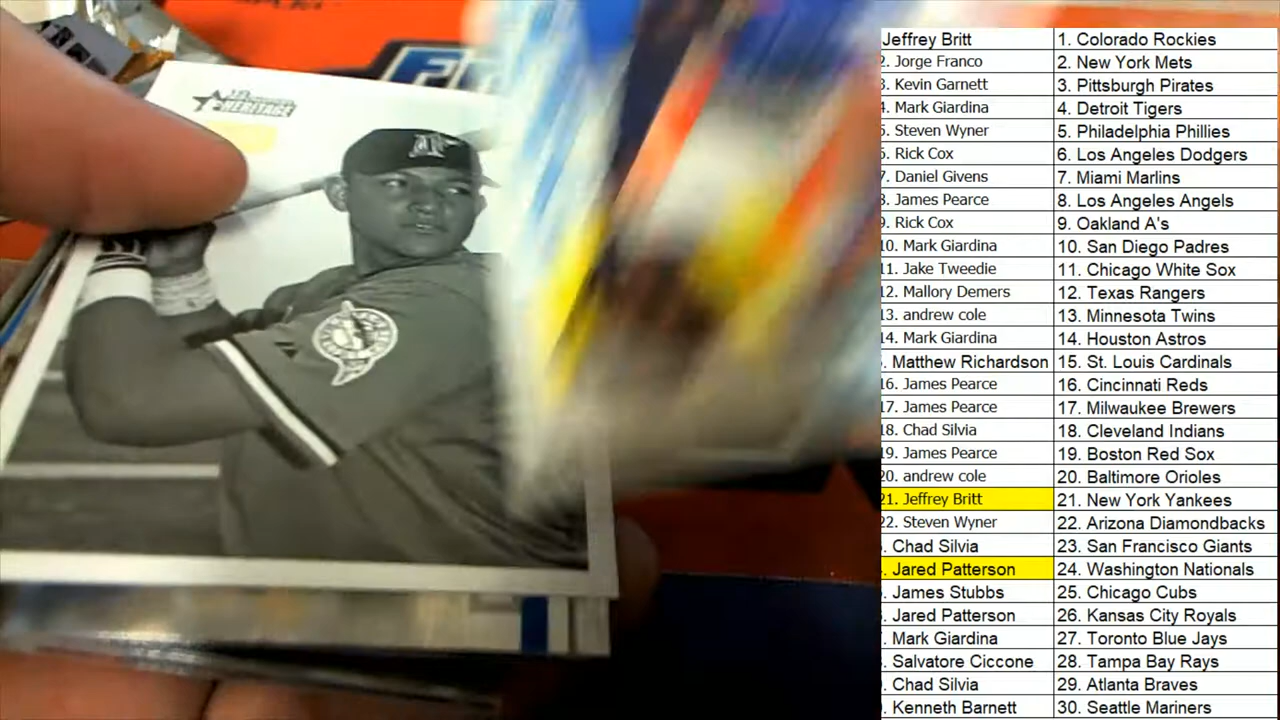 HERITAGE
Jeffrey Britt 1. Colorado Rockies
2. Jorge Franco 2. New York Mets
3. Kevin Garnett 3. Pittsburgh Pirates
4. Mark Giardina 4. Detroit Tigers
5. Steven Wyner 5. Philadelphia Phillies
6. Rick Cox 6. Los Angeles Dodgers
7. Daniel Givens 7. Miami Marlins
8. James Pearce 8. Los Angeles Angels
9. Rick Cox 9. Oakland A's
10. Mark Giardina 10. San Diego Padres
11. Jake Tweedie 11. Chicago White Sox
12. Mallory Demers 12. Texas Rangers
13. andrew cole 13. Minnesota Twins
14. Mark Giardina 14. Houston Astros
. Matthew Richardson 15. St. Louis Cardinals
16. James Pearce 16. Cincinnati Reds
17. James Pearce 17. Milwaukee Brewers
18. Chad Silvia 18. Cleveland Indians
19. James Pearce 19. Boston Red Sox
20. andrew cole 20. Baltimore Orioles
21. Jeffrey Britt 21. New York Yankees
22. Steven Wyner 22. Arizona Diamondbacks
. Chad Silvia 23. San Francisco Giants
. Jared Patterson 24. Washington Nationals
. James Stubbs 25. Chicago Cubs
. Jared Patterson 26. Kansas City Royals
. Mark Giardina 27. Toronto Blue Jays
. Salvatore Ciccone 28. Tampa Bay Rays
. Chad Silvia 29. Atlanta Braves
. Kenneth Barnett 30. Seattle Mariners